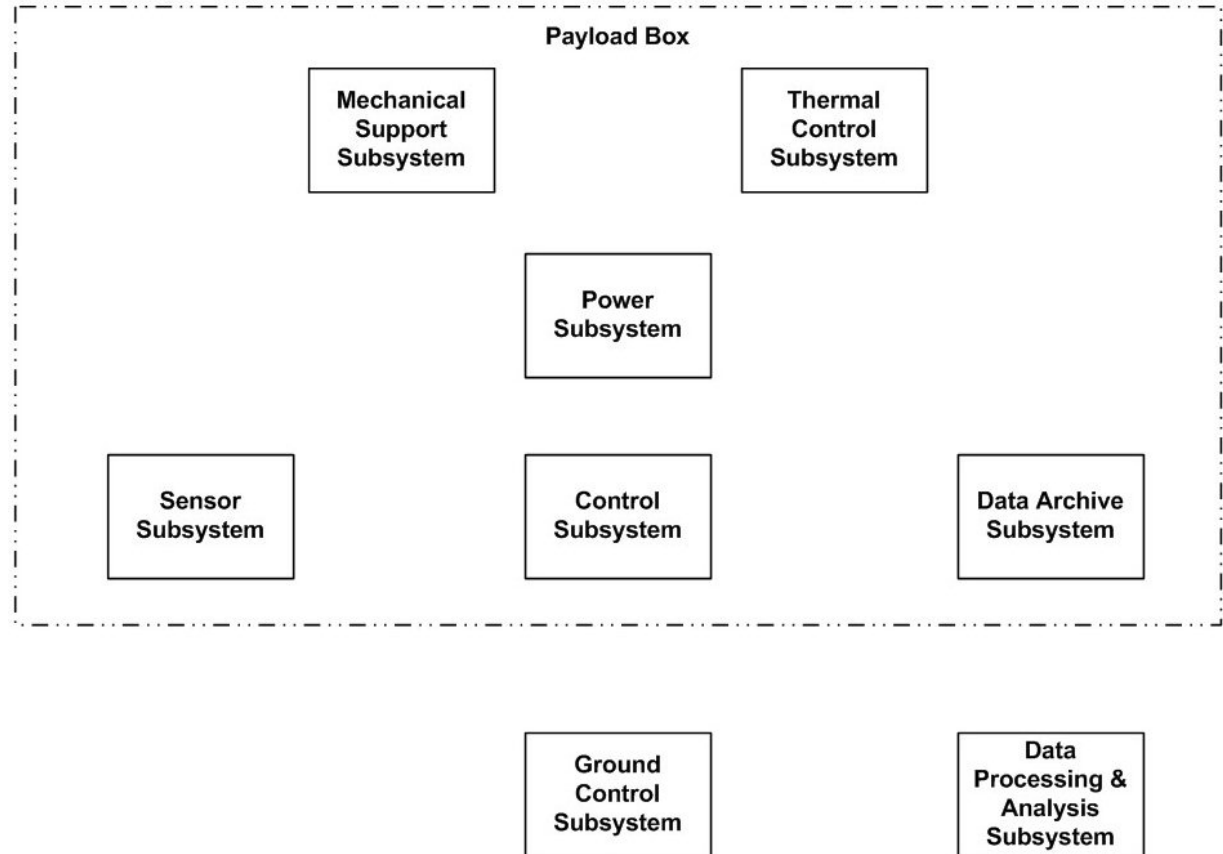 Payload Box
Mechanical
Support
Subsystem
Thermal
Control
Subsystem
Power
Subsystem
Sensor
Subsystem
Control
Subsystem
Data Archive
Subsystem
Ground
Control
Subsystem
Data
Processing &
Analysis
Subsystem